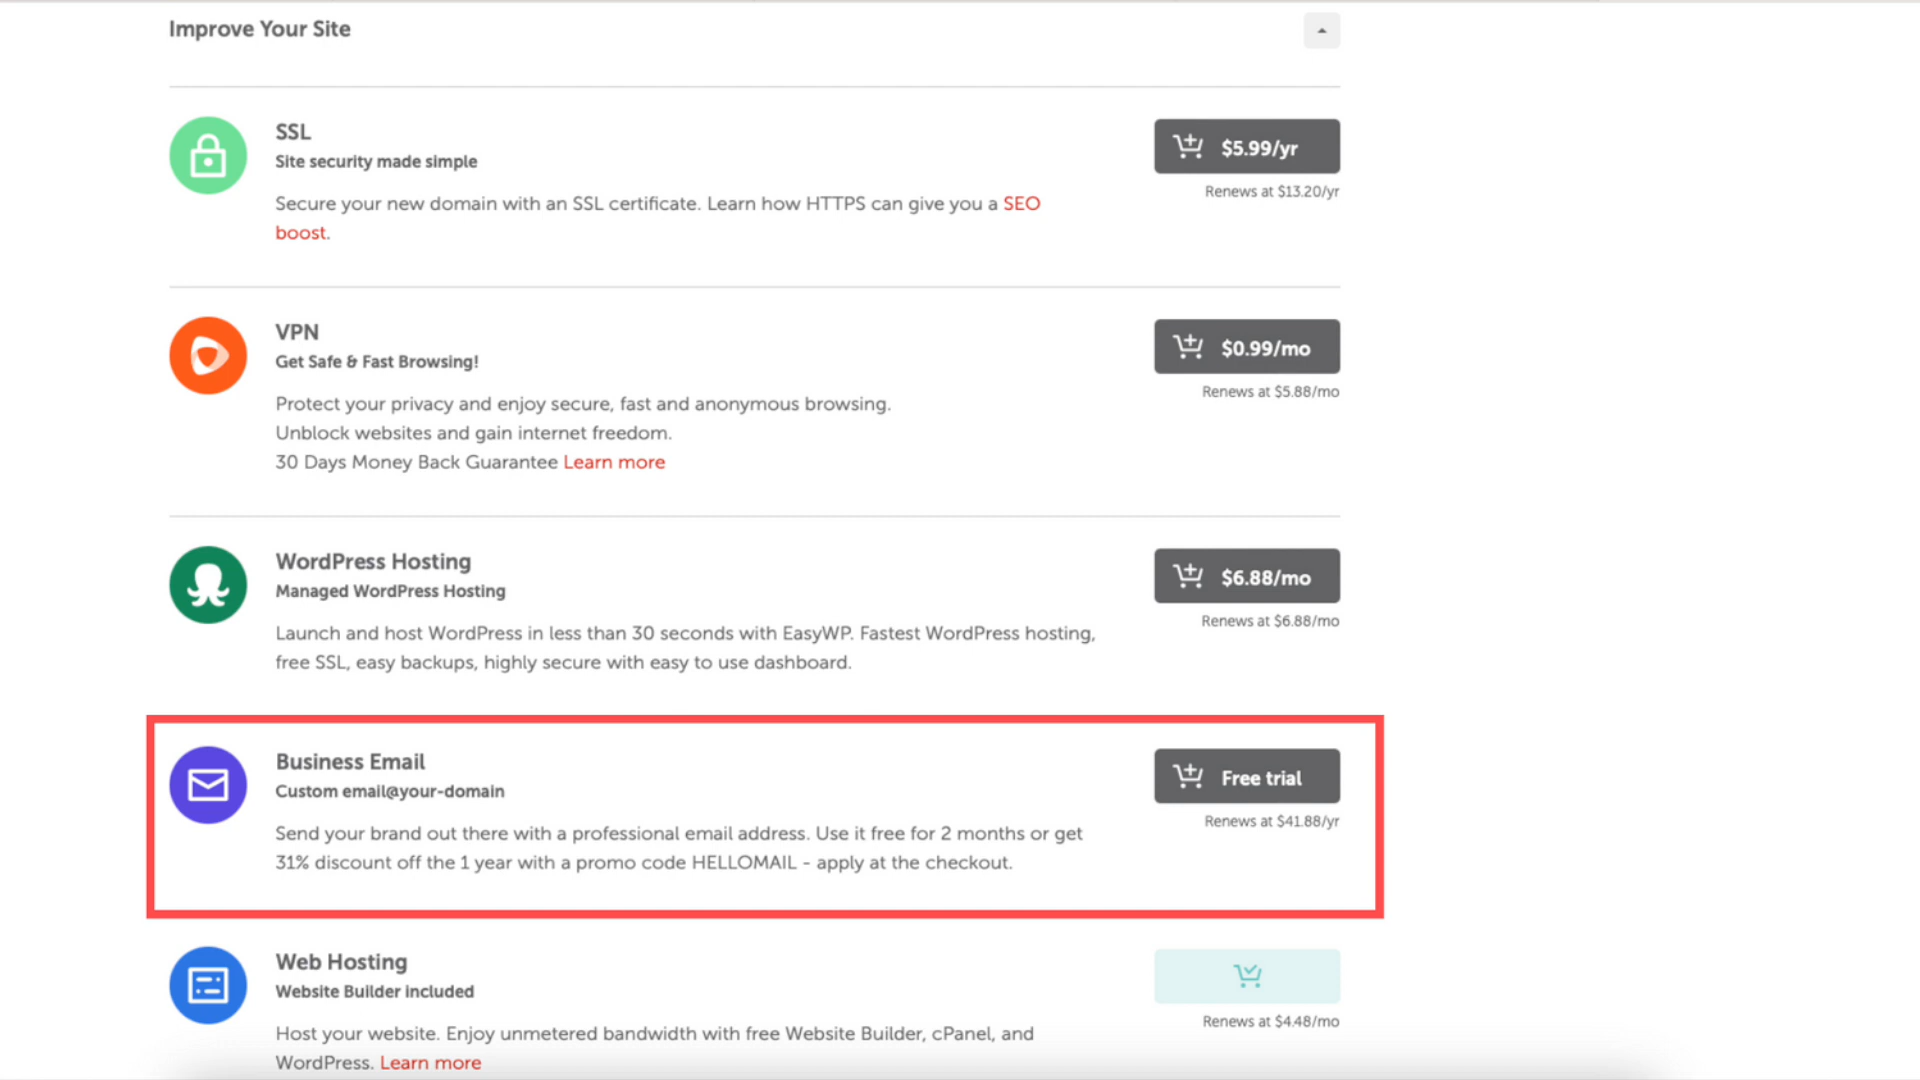 Improve Your Site
SSL
Site security made simple
Secure your new domain with an SSL certificate. Learn how HTTPS can give you a SEO
boost.
$5.99/yr
Renews at $13.20/yr
VPN
Get Safe & Fast Browsing!
Protect your privacy and enjoy secure, fast and anonymous browsing.
Unblock websites and gain internet freedom.
30 Days Money Back Guarantee Learn more
$0.99/mo
Renews at $5.88/mo
WordPress Hosting
Managed WordPress Hosting
Launch and host WordPress in less than 30 seconds with EasyWP. Fastest WordPress hosting,
free SSL, easy backups, highly secure with easy to use dashboard.
$6.88/mo
Renews at $6.88/mo
Business Email
Custom email@your-domain
Send your brand out there with a professional email address. Use it free for 2 months or get
31% discount off the 1 year with a promo code HELLOMAIL - apply at the checkout.
Free trial
Renews at $41.88/yr
Web Hosting
Website Builder included
Host your website. Enjoy unmetered bandwidth with free Website Builder, cPanel, and
WordPress. Learn more
Renews at $4.48/mo